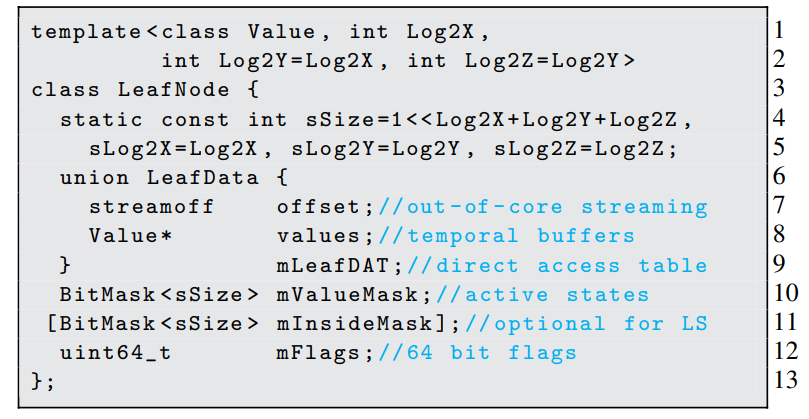 template<class Value, int Log2X, 1
         int Log2Y=Log2X, int Log2Z=Log2Y> 2
class LeafNode { 3
  static const int sSize=1<<Log2X+Log2Y+Log2Z, 4
    sLog2X=Log2X, sLog2Y=Log2Y, sLog2Z=Log2Z; 5
  union LeafData { 6
    streamoff    offset;//out-of-core streaming 7
    Value*       values;//temporal buffers 8
  }              mLeafDAT;//direct access table 9
  BitMask<sSize> mValueMask;//active states 10
 [BitMask<sSize> mInsideMask];//optional for LS 11
  uint64_t       mFlags;//64 bit flags 12
}; 13